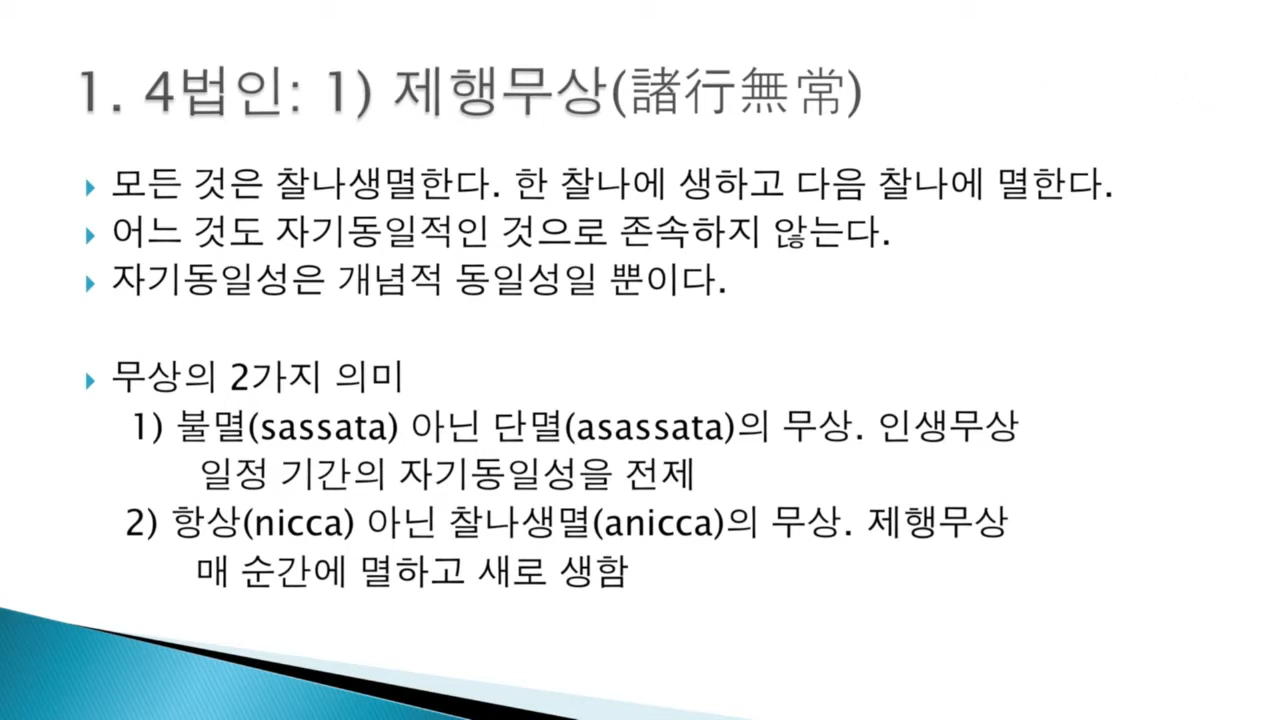 1. 4법인: 1) 제행무상(諸行無常)
모든 것은 찰나생멸한다. 한 찰나에 생하고 다음 찰나에 멸한다.
어느 것도 자기동일적인 것으로 존속하지 않는다.
자기동일성은 개념적 동일성일 뿐이다.
무상의 2가지 의미
1) 불멸(sassata) 아닌 단멸(asassata)의 무상. 인생무상
일정 기간의 자기동일성을 전제
2) 항상(nicca) 아닌 찰나생멸(anicca)의 무상. 제행무상
매 순간에 멸하고 새로 생함